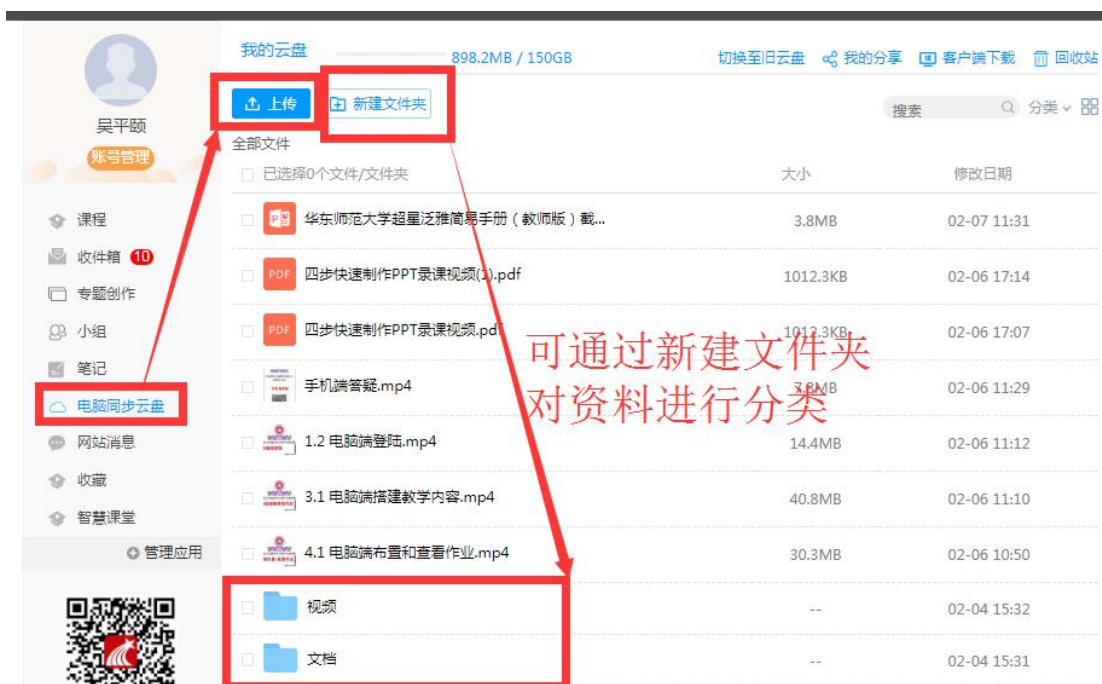 我的云盘 898.2MB / 150GB 切换至旧云盘 我的分享 客户端下载 回收站
上传 新建文件夹 搜索 分类
吴平颐
账号管理
全部文件
已选择0个文件/文件夹 大小 修改日期
课程
收件箱 10
专题创作
小组
笔记
电脑同步云盘
网站消息
收藏
智慧课堂
管理应用
华东师范大学超星泛雅简易手册（教师版）截... 3.8MB 02-07 11:31
PDF 四步快速制作PPT录课视频(1).pdf 1012.3KB 02-06 17:14
PDF 四步快速制作PPT录课视频.pdf 1012.3KB 02-06 17:07
手机端答疑.mp4 7.8MB 02-06 11:29
1.2 电脑端登陆.mp4 14.4MB 02-06 11:12
3.1 电脑端搭建教学内容.mp4 40.8MB 02-06 11:10
4.1 电脑端布置和查看作业.mp4 30.3MB 02-06 10:50
视频 -- 02-04 15:32
文档 -- 02-04 15:31
可通过新建文件夹
对资料进行分类